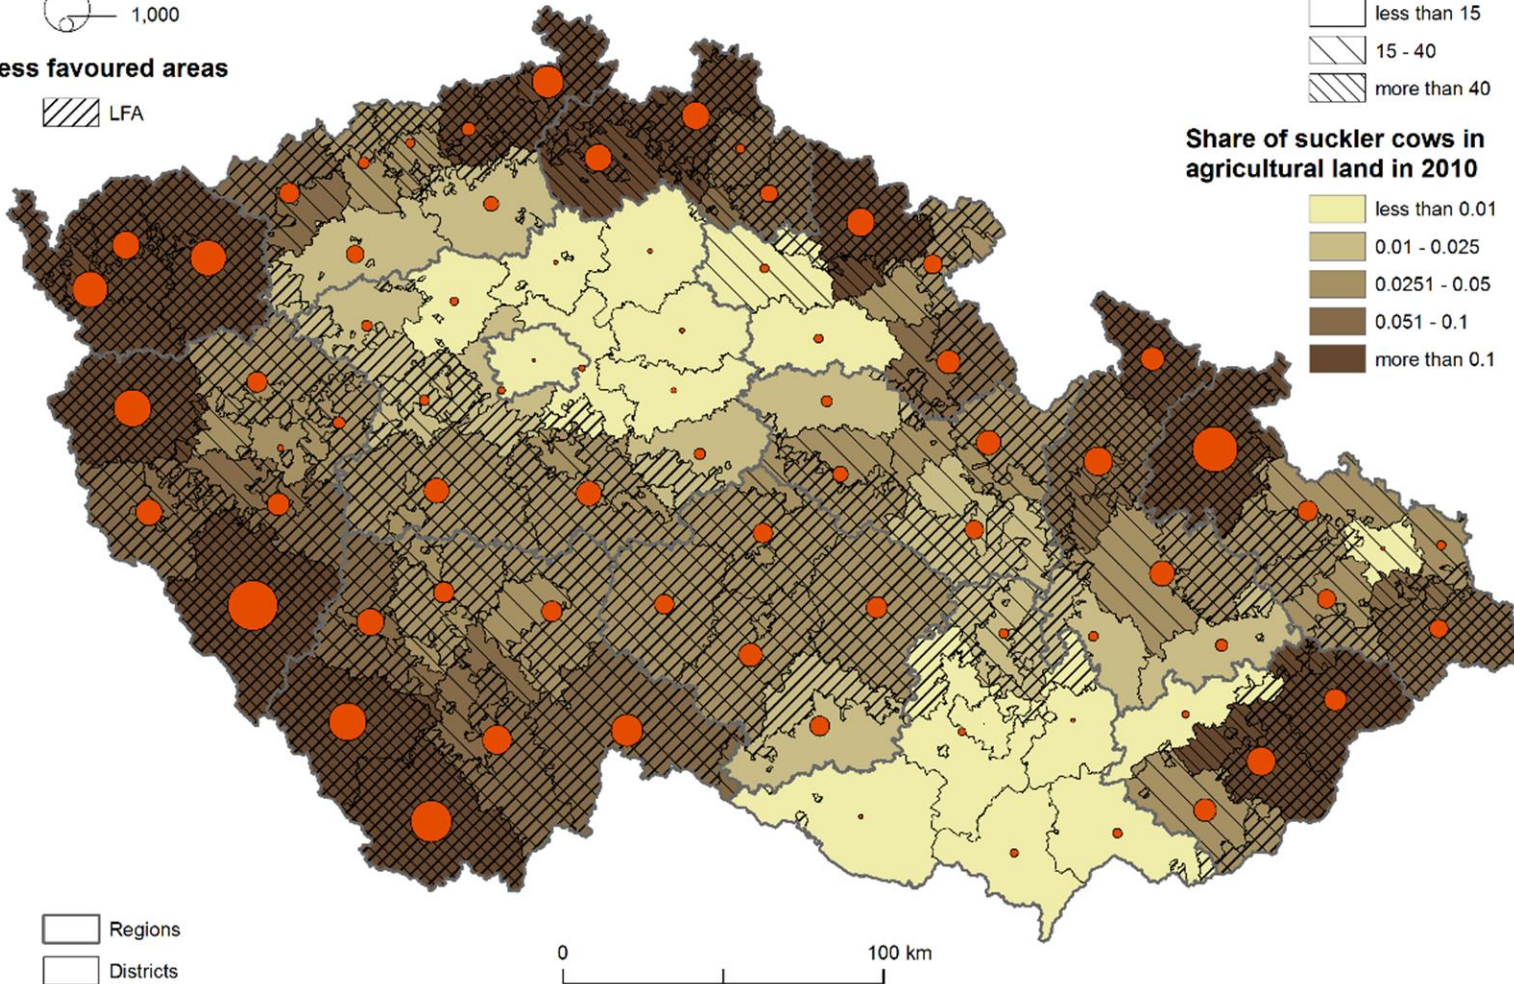 1,000
ess favoured areas
LFA
less than 15
15 - 40
more than 40
Share of suckler cows in
agricultural land in 2010
less than 0.01
0.01 - 0.025
0.0251 - 0.05
0.051 - 0.1
more than 0.1
Regions
Districts
0
100 km